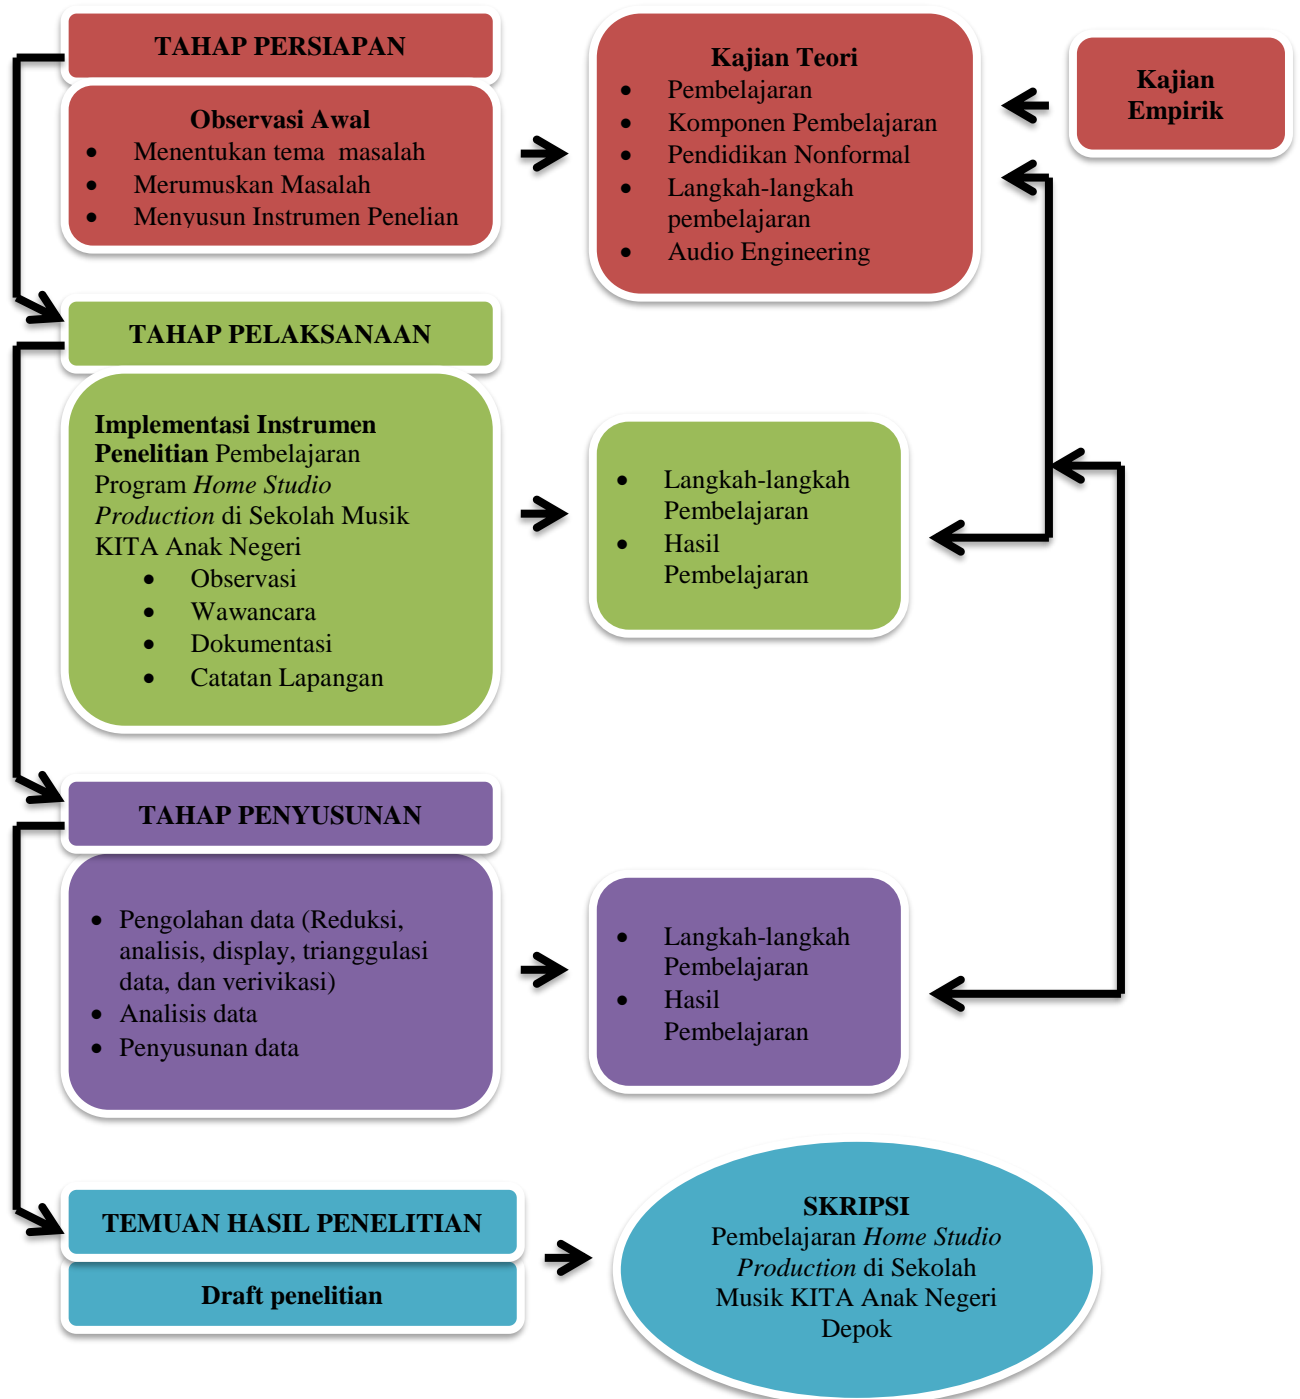 TAHAP PERSIAPAN
Observasi Awal
• Menentukan tema masalah
• Merumuskan Masalah
• Menyusun Instrumen Penelian
Kajian Teori
• Pembelajaran
• Komponen Pembelajaran
• Pendidikan Nonformal
• Langkah-langkah
pembelajaran
• Audio Engineering
Kajian
Empirik
TAHAP PELAKSANAAN
Implementasi Instrumen
Penelitian Pembelajaran
Program Home Studio
Production di Sekolah Musik
KITA Anak Negeri
• Observasi
• Wawancara
• Dokumentasi
• Catatan Lapangan
• Langkah-langkah
Pembelajaran
• Hasil
Pembelajaran
TAHAP PENYUSUNAN
• Pengolahan data (Reduksi,
analisis, display, trianggulasi
data, dan verivikasi)
• Analisis data
• Penyusunan data
• Langkah-langkah
Pembelajaran
• Hasil
Pembelajaran
TEMUAN HASIL PENELITIAN
Draft penelitian
SKRIPSI
Pembelajaran Home Studio
Production di Sekolah
Musik KITA Anak Negeri
Depok